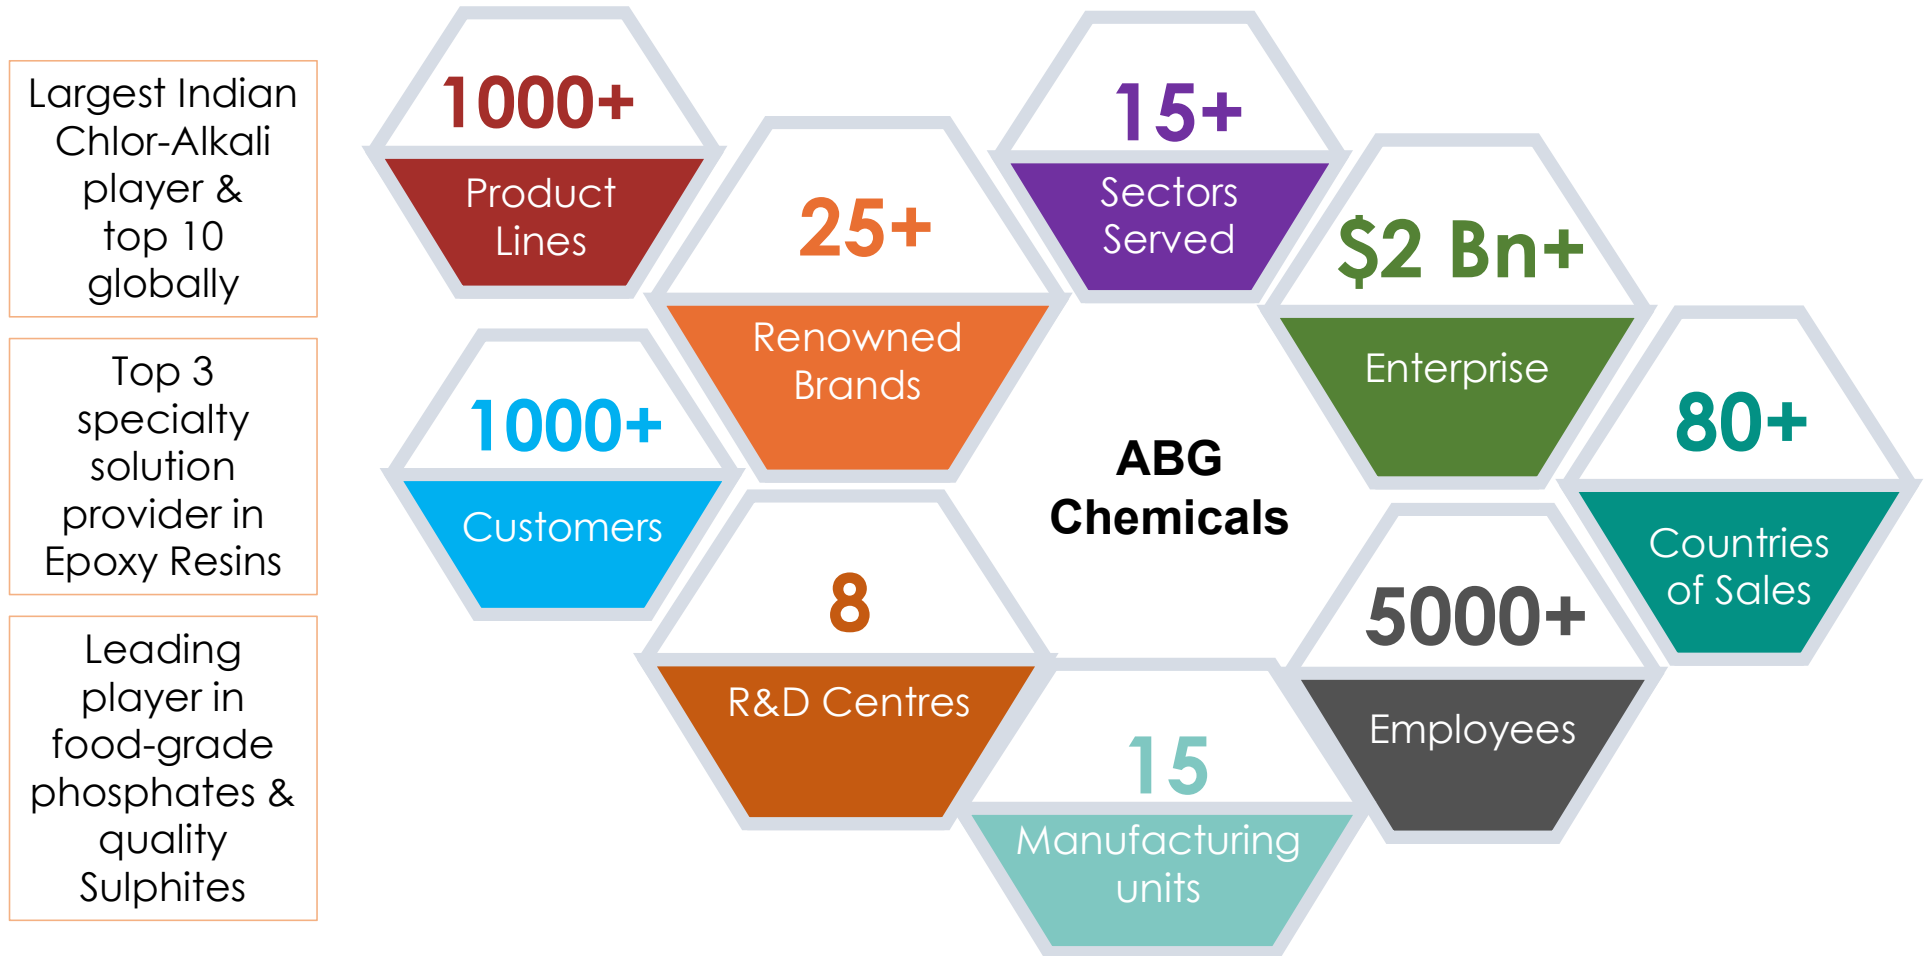 Largest Indian
Chlor-Alkali
player &
top 10
globally
Top 3
specialty
solution
provider in
Epoxy Resins
Leading
player in
food-grade
phosphates &
quality
Sulphites
1000+
Product
Lines
25+
Renowned
Brands
15+
Sectors
Served
$2 Bn+
Enterprise
80+
Countries
of Sales
1000+
Customers
ABG
Chemicals
8
R&D Centres
15
Manufacturing
units
5000+
Employees